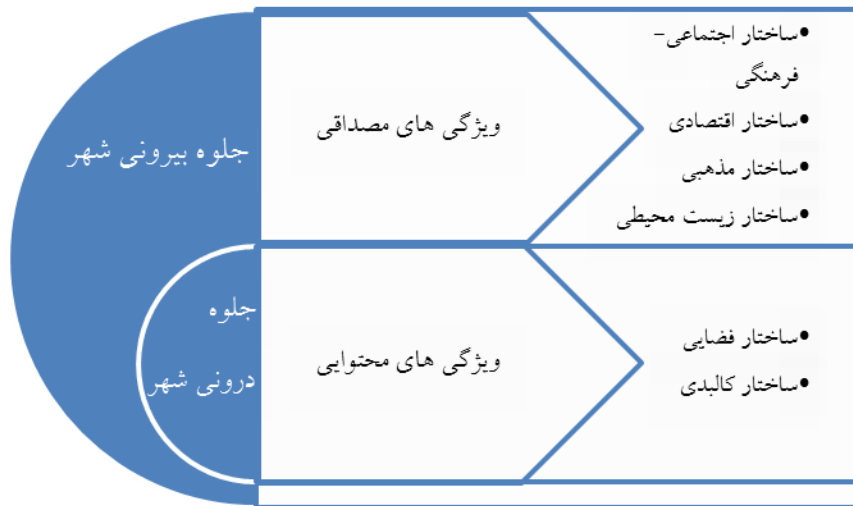 جلوه بیرونی شهر
ویژگی های مصداقی
•ساختار اجتماعی-
فرهنگی
•ساختار اقتصادی
•ساختار مذهبی
•ساختار زیست محیطی
جلوه
درونی شهر
ویژگی های محتوایی
•ساختار فضایی
•ساختار کالبدی